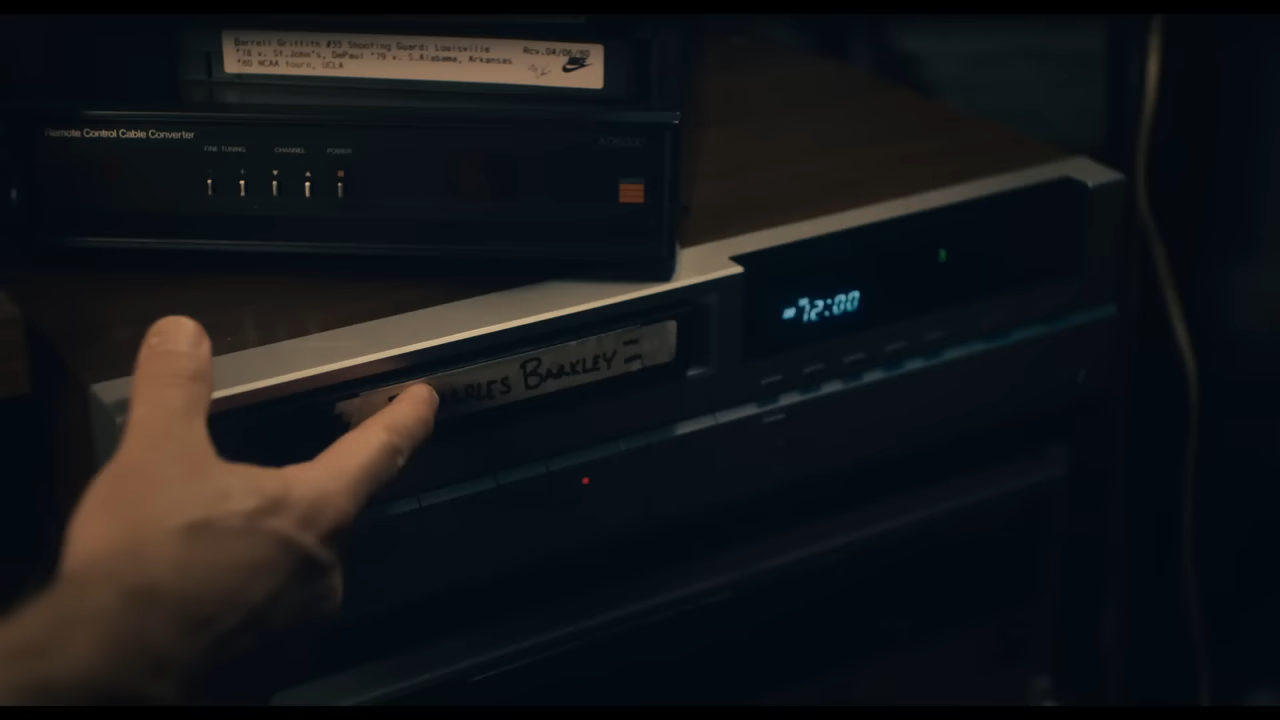 Darrell Griffith #35 Shooting Guard: Louisville
'78 v. St.John's, DePaul '79 v. S.Alabama, Arkansas
'80 NCAA tourn, UCLA
Rcv.04/06/80
Remote Control Cable Converter
FINE TUNING CHANNEL POWER
72:00
CHARLES BARKLEY